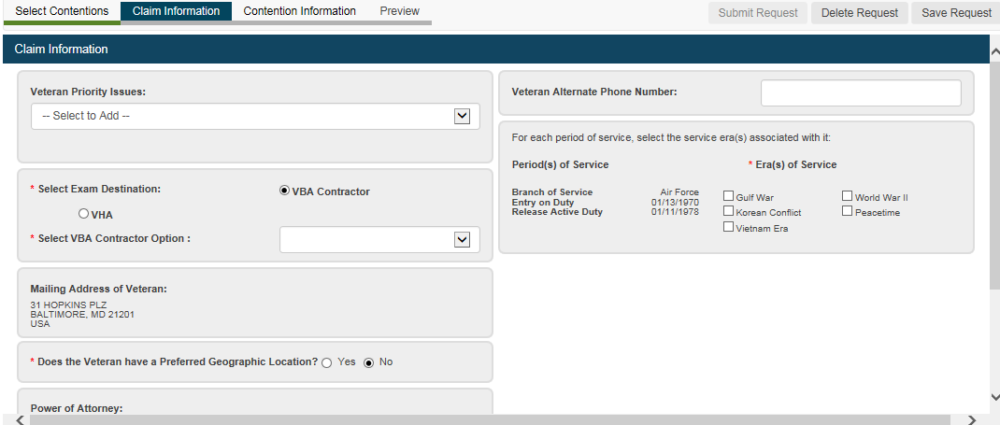 Select Contentions Claim Information Contention Information Preview Submit Request Delete Request Save Request
Claim Information
Veteran Priority Issues:
-- Select to Add --
* Select Exam Destination:
VBA Contractor
VHA
* Select VBA Contractor Option :
Mailing Address of Veteran:
31 HOPKINS PLZ
BALTIMORE, MD 21201
USA
* Does the Veteran have a Preferred Geographic Location? Yes No
Power of Attorney:
Veteran Alternate Phone Number:
For each period of service, select the service era(s) associated with it:
Period(s) of Service * Era(s) of Service
Branch of Service Air Force
Entry on Duty 01/13/1970
Release Active Duty 01/11/1978
Gulf War World War II
Korean Conflict Peacetime
Vietnam Era